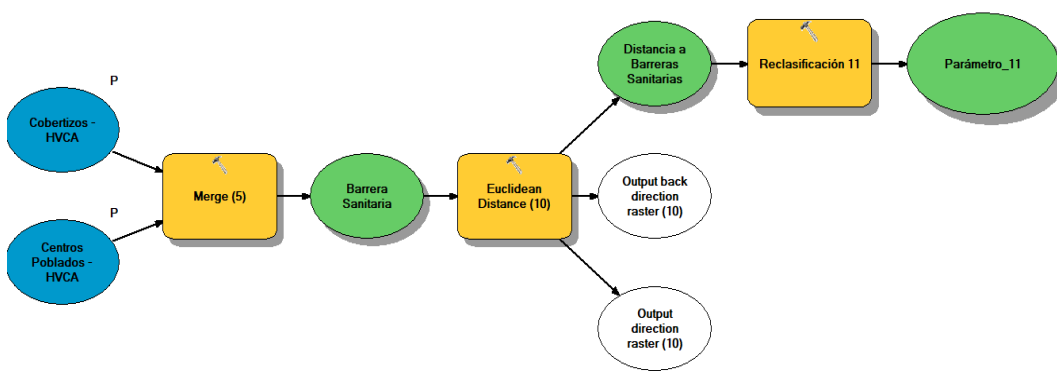 P
Cobertizos -
HVCA
P
Centros
Poblados -
HVCA
Merge (5)
Barrera
Sanitaria
Euclidean
Distance (10)
Distancia a
Barreras
Sanitarias
Reclasificación 11
Parámetro_11
Output back
direction
raster (10)
Output
direction
raster (10)